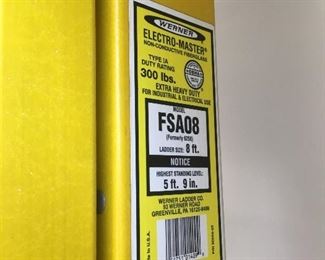 WERNER
ELECTRO-MASTER®
NON-CONDUCTIVE FIBERGLASS
TYPE IA
DUTY RATING
300 lbs.
EXTRA HEAVY DUTY
FOR INDUSTRIAL & ELECTRICAL USE
MODEL
FSA08
LADDER SIZE: 8 ft.
NOTICE
HIGHEST STANDING LEVEL:
5 ft. 9 in.
WERNER LADDER CO.
93 WERNER ROAD
GREENVILLE, PA